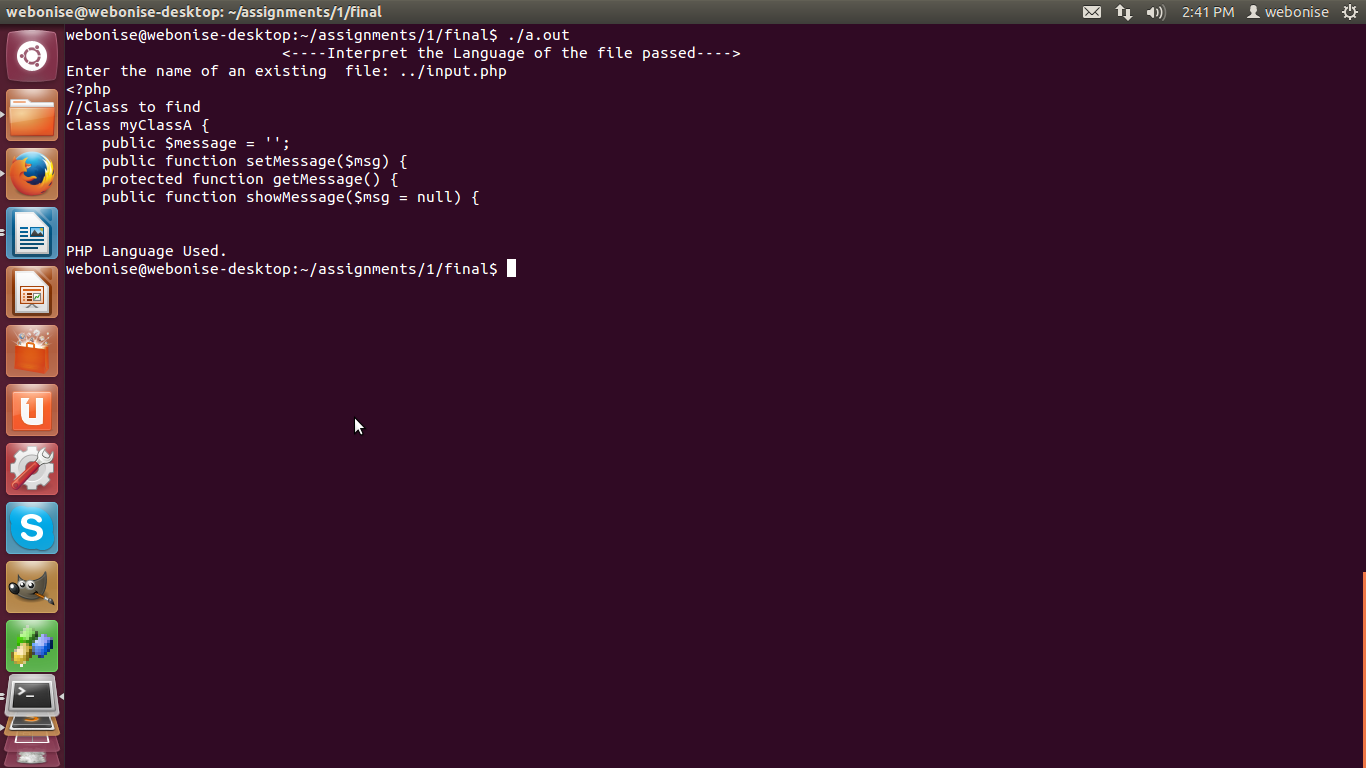 webonise@webonise-desktop: ~/assignments/1/final
2:41 PM webonise
webonise@webonise-desktop:~/assignments/1/final$ ./a.out
<----Interpret the Language of the file passed---->
Enter the name of an existing  file: ../input.php
<?php
//Class to find
class myClassA {
    public $message = '';
    public function setMessage($msg) {
    protected function getMessage() {
    public function showMessage($msg = null) {
PHP Language Used.
webonise@webonise-desktop:~/assignments/1/final$